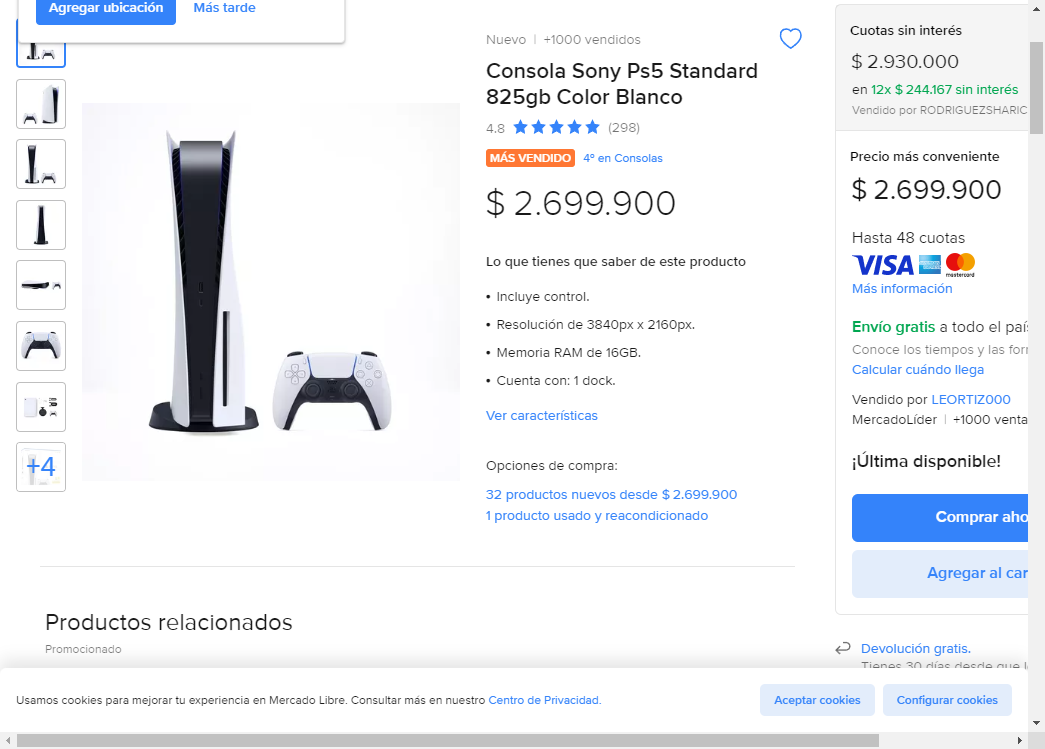 Agregar ubicación
Más tarde
+4
Nuevo | +1000 vendidos
Consola Sony Ps5 Standard
825gb Color Blanco
4.8 (298)
MÁS VENDIDO 4º en Consolas
$ 2.699.900
Lo que tienes que saber de este producto
• Incluye control.
• Resolución de 3840px x 2160px.
• Memoria RAM de 16GB.
• Cuenta con: 1 dock.
Ver características
Opciones de compra:
32 productos nuevos desde $ 2.699.900
1 producto usado y reacondicionado
Cuotas sin interés
$ 2.930.000
en 12x $ 244.167 sin interés
Vendido por RODRIGUEZSHARIC
Precio más conveniente
$ 2.699.900
Hasta 48 cuotas
VISA mastercard
Más información
Envío gratis a todo el paí
Conoce los tiempos y las for
Calcular cuándo llega
Vendido por LEORTIZ000
MercadoLíder | +1000 venta
¡Última disponible!
Comprar aho
Agregar al car
Devolución gratis.
Tienes 30 días desde que l
Productos relacionados
Promocionado
Usamos cookies para mejorar tu experiencia en Mercado Libre. Consultar más en nuestro Centro de Privacidad.
Aceptar cookies
Configurar cookies